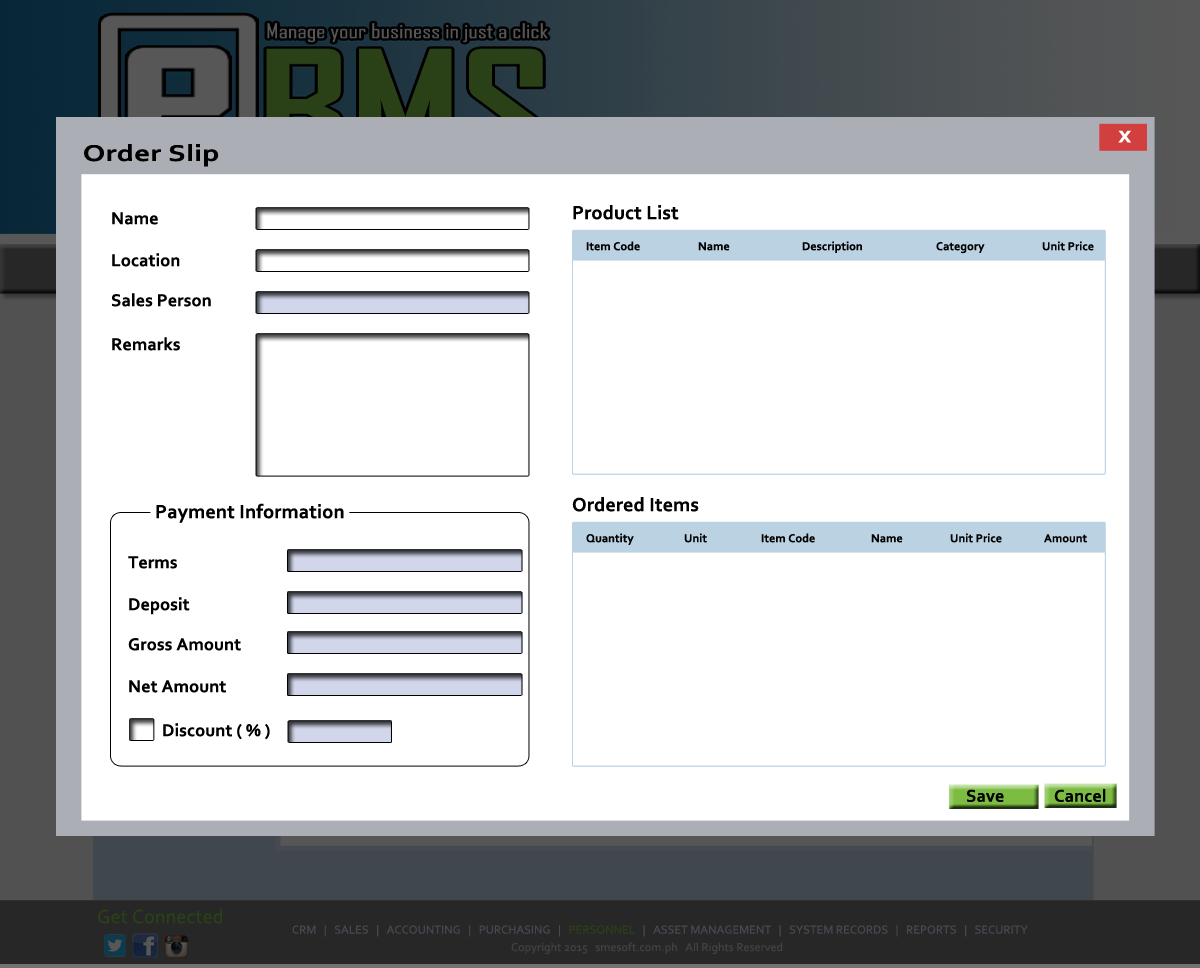 Manage your business in just a click
eBMS
Order Slip
X
Name
Location
Sales Person
Remarks
Payment Information
Terms
Deposit
Gross Amount
Net Amount
Discount ( % )
Product List
Item Code Name Description Category Unit Price
Ordered Items
Quantity Unit Item Code Name Unit Price Amount
Save Cancel
Get Connected
CRM | SALES | ACCOUNTING | PURCHASING | PERSONNEL | ASSET MANAGEMENT | SYSTEM RECORDS | REPORTS | SECURITY
Copyright 2015 smesoft.com.ph All Rights Reserved